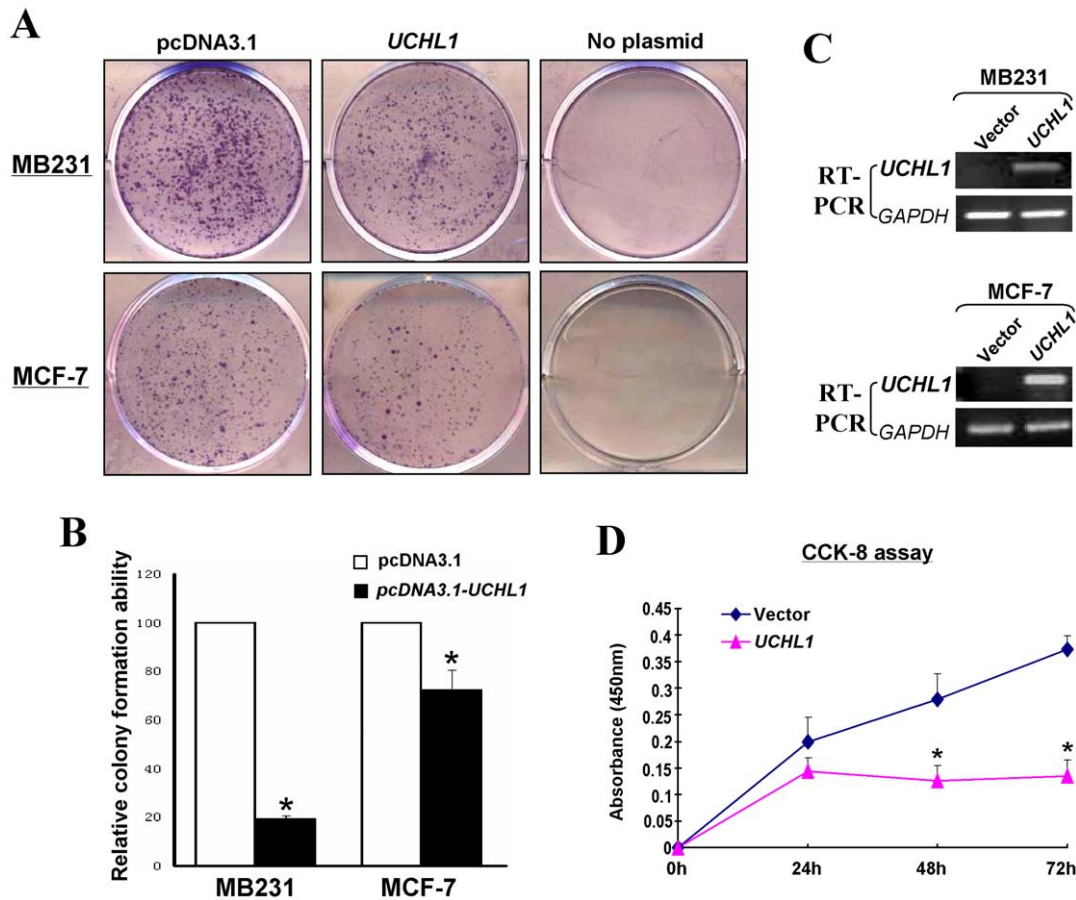 A
pcDNA3.1
UCHL1
No plasmid
MB231
MCF-7
C
MB231
Vector
UCHL1
RT-
PCR
UCHL1
GAPDH
MCF-7
Vector
UCHL1
RT-
PCR
UCHL1
GAPDH
B
Relative colony formation ability
pcDNA3.1
pcDNA3.1-UCHL1
120
100
80
60
40
20
0
*
*
MB231
MCF-7
D
CCK-8 assay
Vector
UCHL1
Absorbance (450nm)
0.45
0.4
0.35
0.3
0.25
0.2
0.15
0.1
0.05
0
*
*
0h
24h
48h
72h